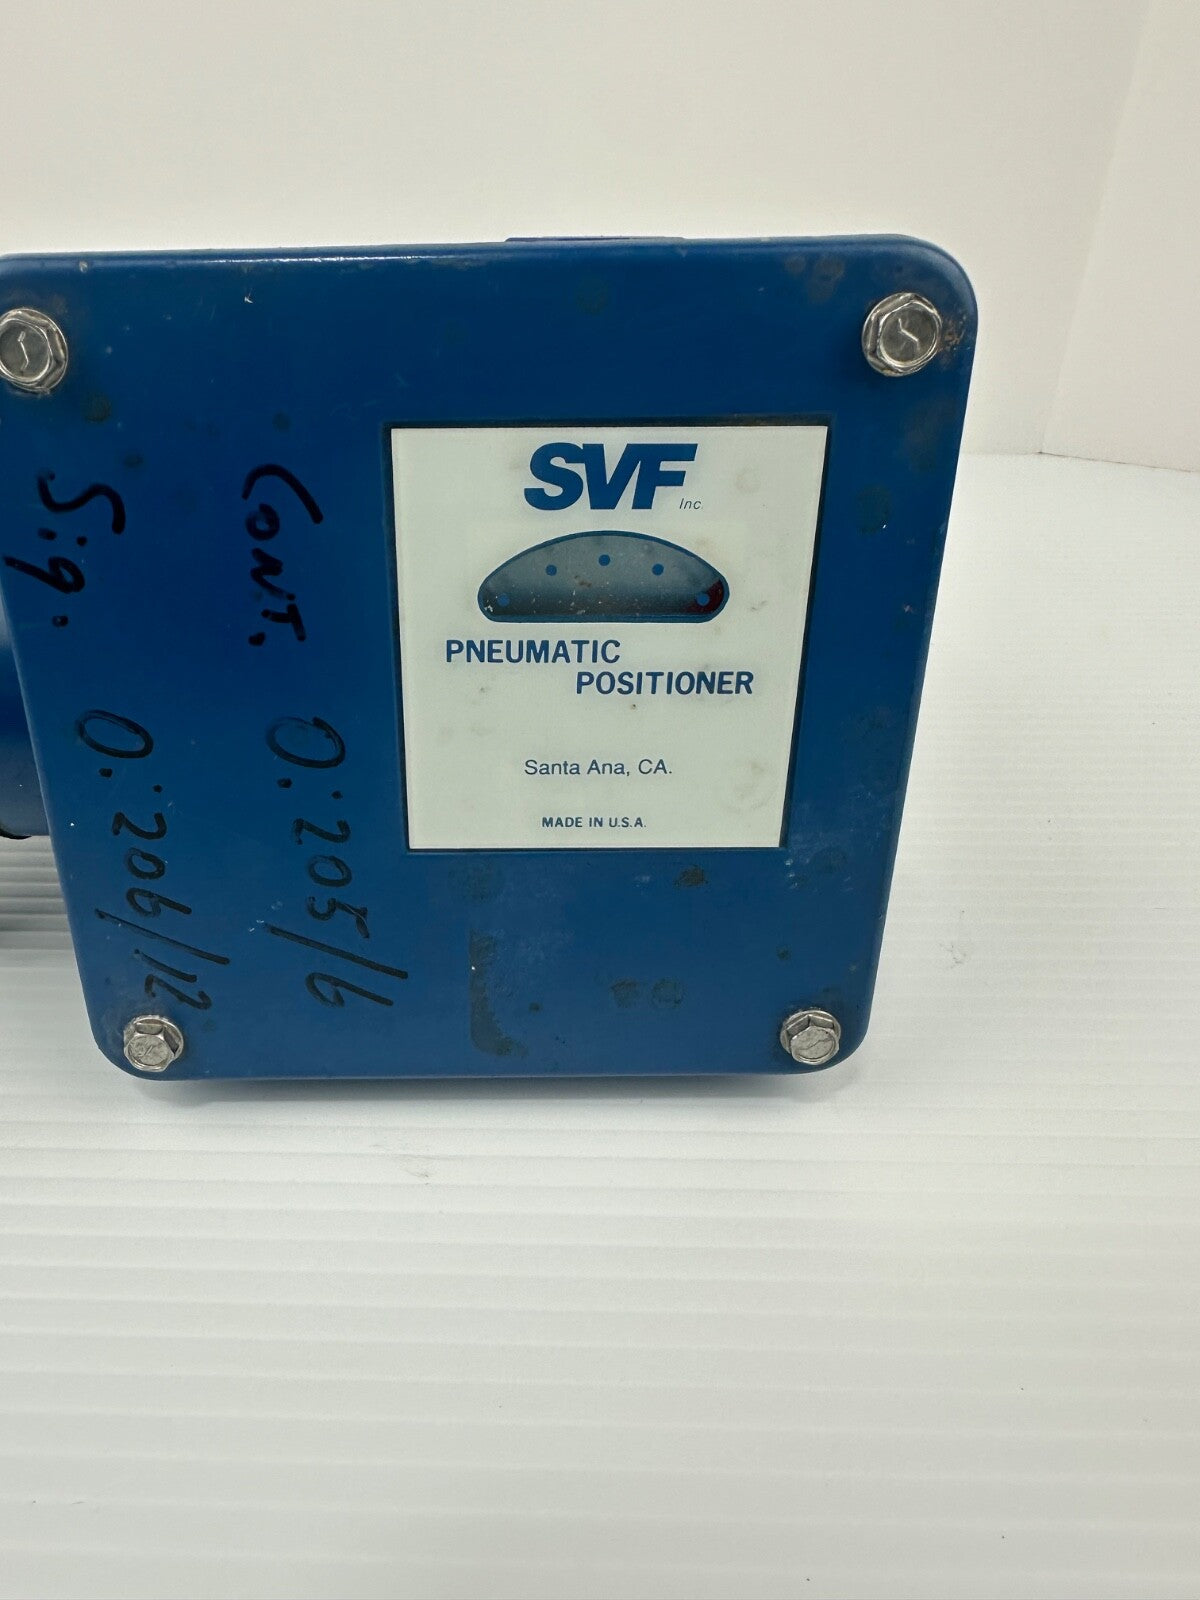 SVF
Inc.
PNEUMATIC
POSITIONER
Santa Ana, CA.
MADE IN U.S.A.
CONT. O:205/6
Sig. O:206/12